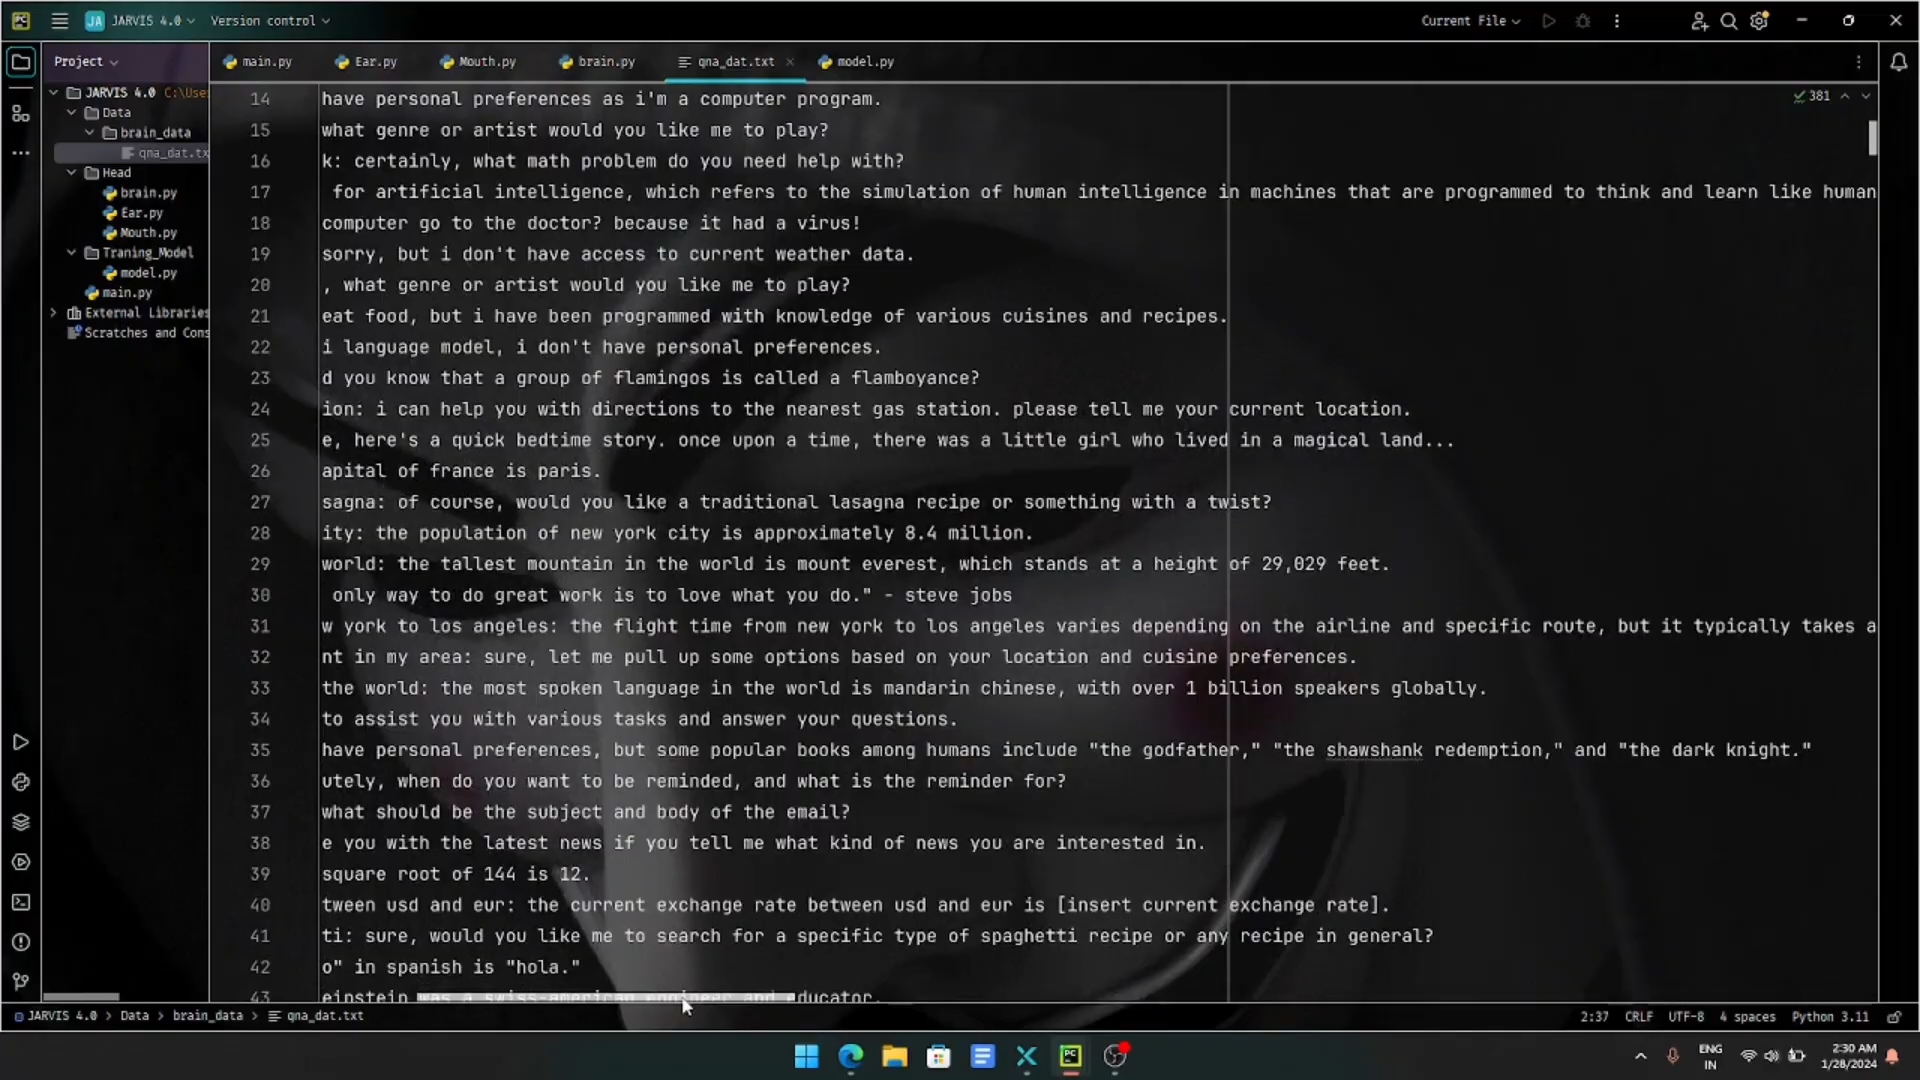 JA JARVIS 4.0 Version control Current File
Project main.py Ear.py Mouth.py brain.py qna_dat.txt model.py
JARVIS 4.0 C:\Use
Data
brain_data
qna_dat.tx
Head
brain.py
Ear.py
Mouth.py
Traning_Model
model.py
main.py
External Libraries
Scratches and Cons
381
14 have personal preferences as i'm a computer program.
15 what genre or artist would you like me to play?
16 k: certainly, what math problem do you need help with?
17 for artificial intelligence, which refers to the simulation of human intelligence in machines that are programmed to think and learn like human
18 computer go to the doctor? because it had a virus!
19 sorry, but i don't have access to current weather data.
20 , what genre or artist would you like me to play?
21 eat food, but i have been programmed with knowledge of various cuisines and recipes.
22 i language model, i don't have personal preferences.
23 d you know that a group of flamingos is called a flamboyance?
24 ion: i can help you with directions to the nearest gas station. please tell me your current location.
25 e, here's a quick bedtime story. once upon a time, there was a little girl who lived in a magical land...
26 apital of france is paris.
27 sagna: of course, would you like a traditional lasagna recipe or something with a twist?
28 ity: the population of new york city is approximately 8.4 million.
29 world: the tallest mountain in the world is mount everest, which stands at a height of 29,029 feet.
30 only way to do great work is to love what you do." - steve jobs
31 w york to los angeles: the flight time from new york to los angeles varies depending on the airline and specific route, but it typically takes a
32 nt in my area: sure, let me pull up some options based on your location and cuisine preferences.
33 the world: the most spoken language in the world is mandarin chinese, with over 1 billion speakers globally.
34 to assist you with various tasks and answer your questions.
35 have personal preferences, but some popular books among humans include "the godfather," "the shawshank redemption," and "the dark knight."
36 utely, when do you want to be reminded, and what is the reminder for?
37 what should be the subject and body of the email?
38 e you with the latest news if you tell me what kind of news you are interested in.
39 square root of 144 is 12.
40 tween usd and eur: the current exchange rate between usd and eur is [insert current exchange rate].
41 ti: sure, would you like me to search for a specific type of spaghetti recipe or any recipe in general?
42 o" in spanish is "hola."
43 einstein was a swiss-american engineer and educator.
JARVIS 4.0 > Data > brain_data > qna_dat.txt 2:37 CRLF UTF-8 4 spaces Python 3.11
PC ENG
IN
2:30 AM
1/28/2024